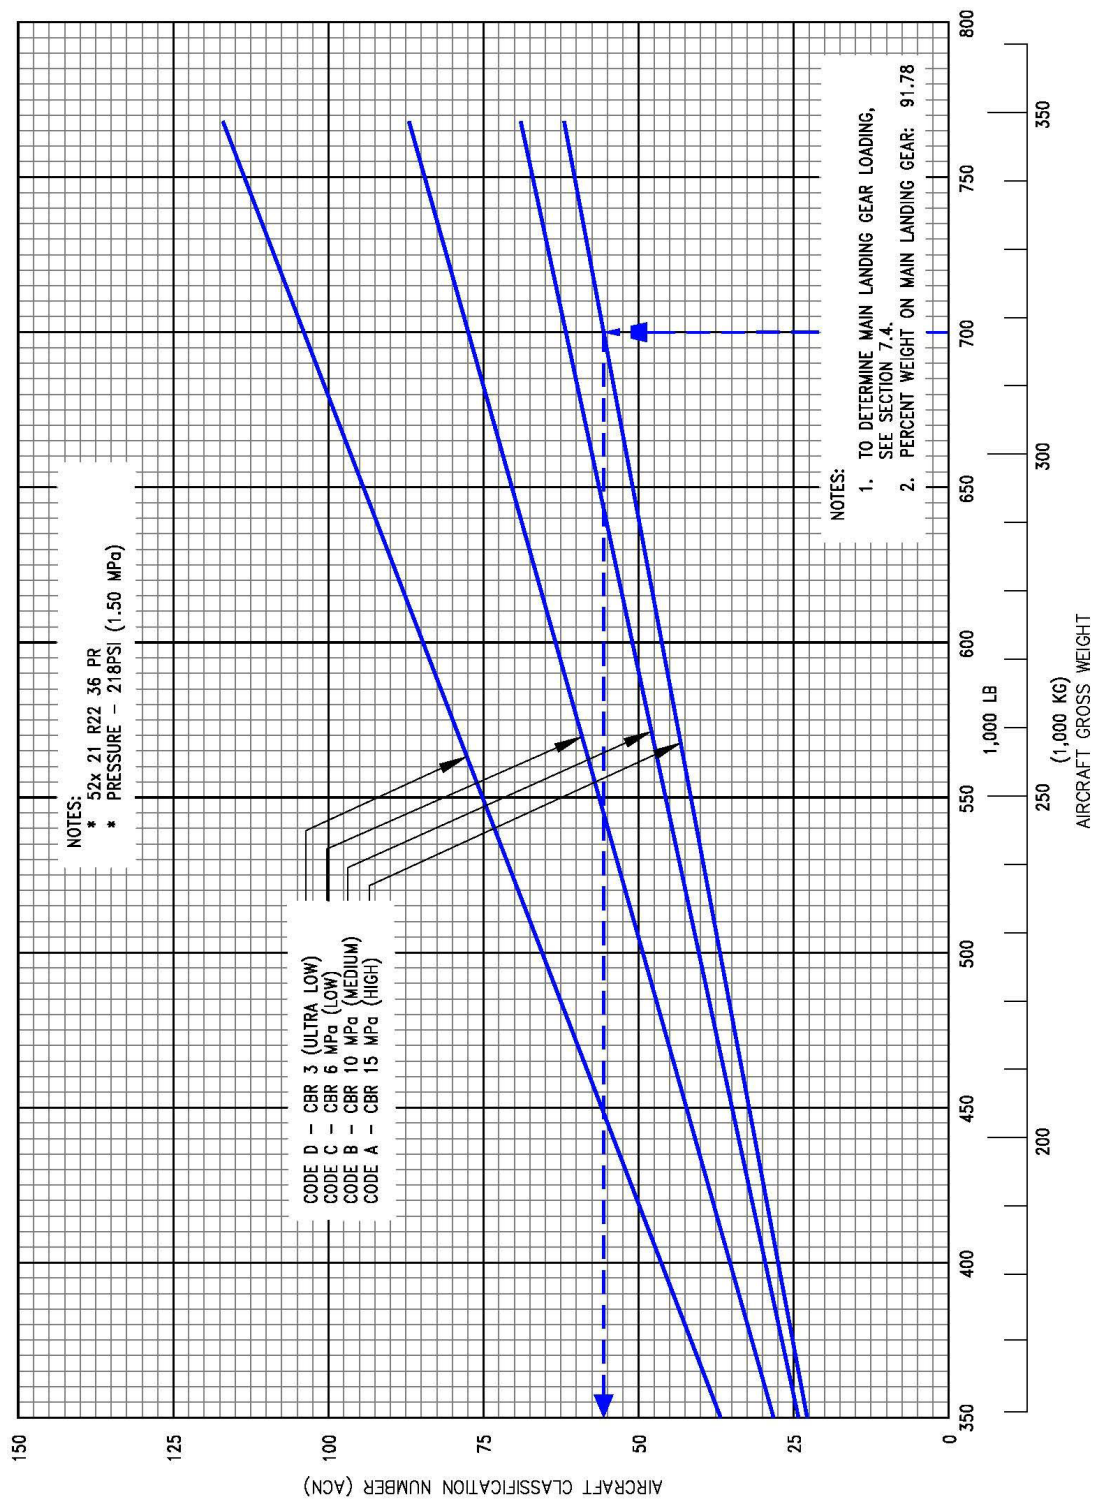 NOTES:
* 52x 21 R22 36 PR
* PRESSURE – 218PSI (1.50 MPa)
CODE D – CBR 3 (ULTRA LOW)
CODE C – CBR 6 MPa (LOW)
CODE B – CBR 10 MPa (MEDIUM)
CODE A – CBR 15 MPa (HIGH)
NOTES:
1. TO DETERMINE MAIN LANDING GEAR LOADING,
SEE SECTION 7.4.
2. PERCENT WEIGHT ON MAIN LANDING GEAR: 91.78
AIRCRAFT CLASSIFICATION NUMBER (ACN)
150
125
100
75
50
25
0
350 400 450 500 550 600 650 700 750 800
1,000 LB
200 250 300 350
(1,000 KG)
AIRCRAFT GROSS WEIGHT